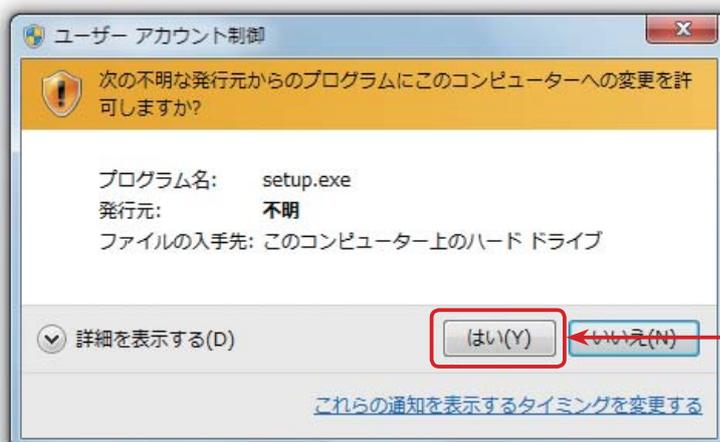 ユーザー アカウント制御
次の不明な発行元からのプログラムにこのコンピューターへの変更を許
可しますか?
プログラム名: setup.exe
発行元: 不明
ファイルの入手先: このコンピューター上のハード ドライブ
詳細を表示する(D)
はい(Y)
いいえ(N)
これらの通知を表示するタイミングを変更する